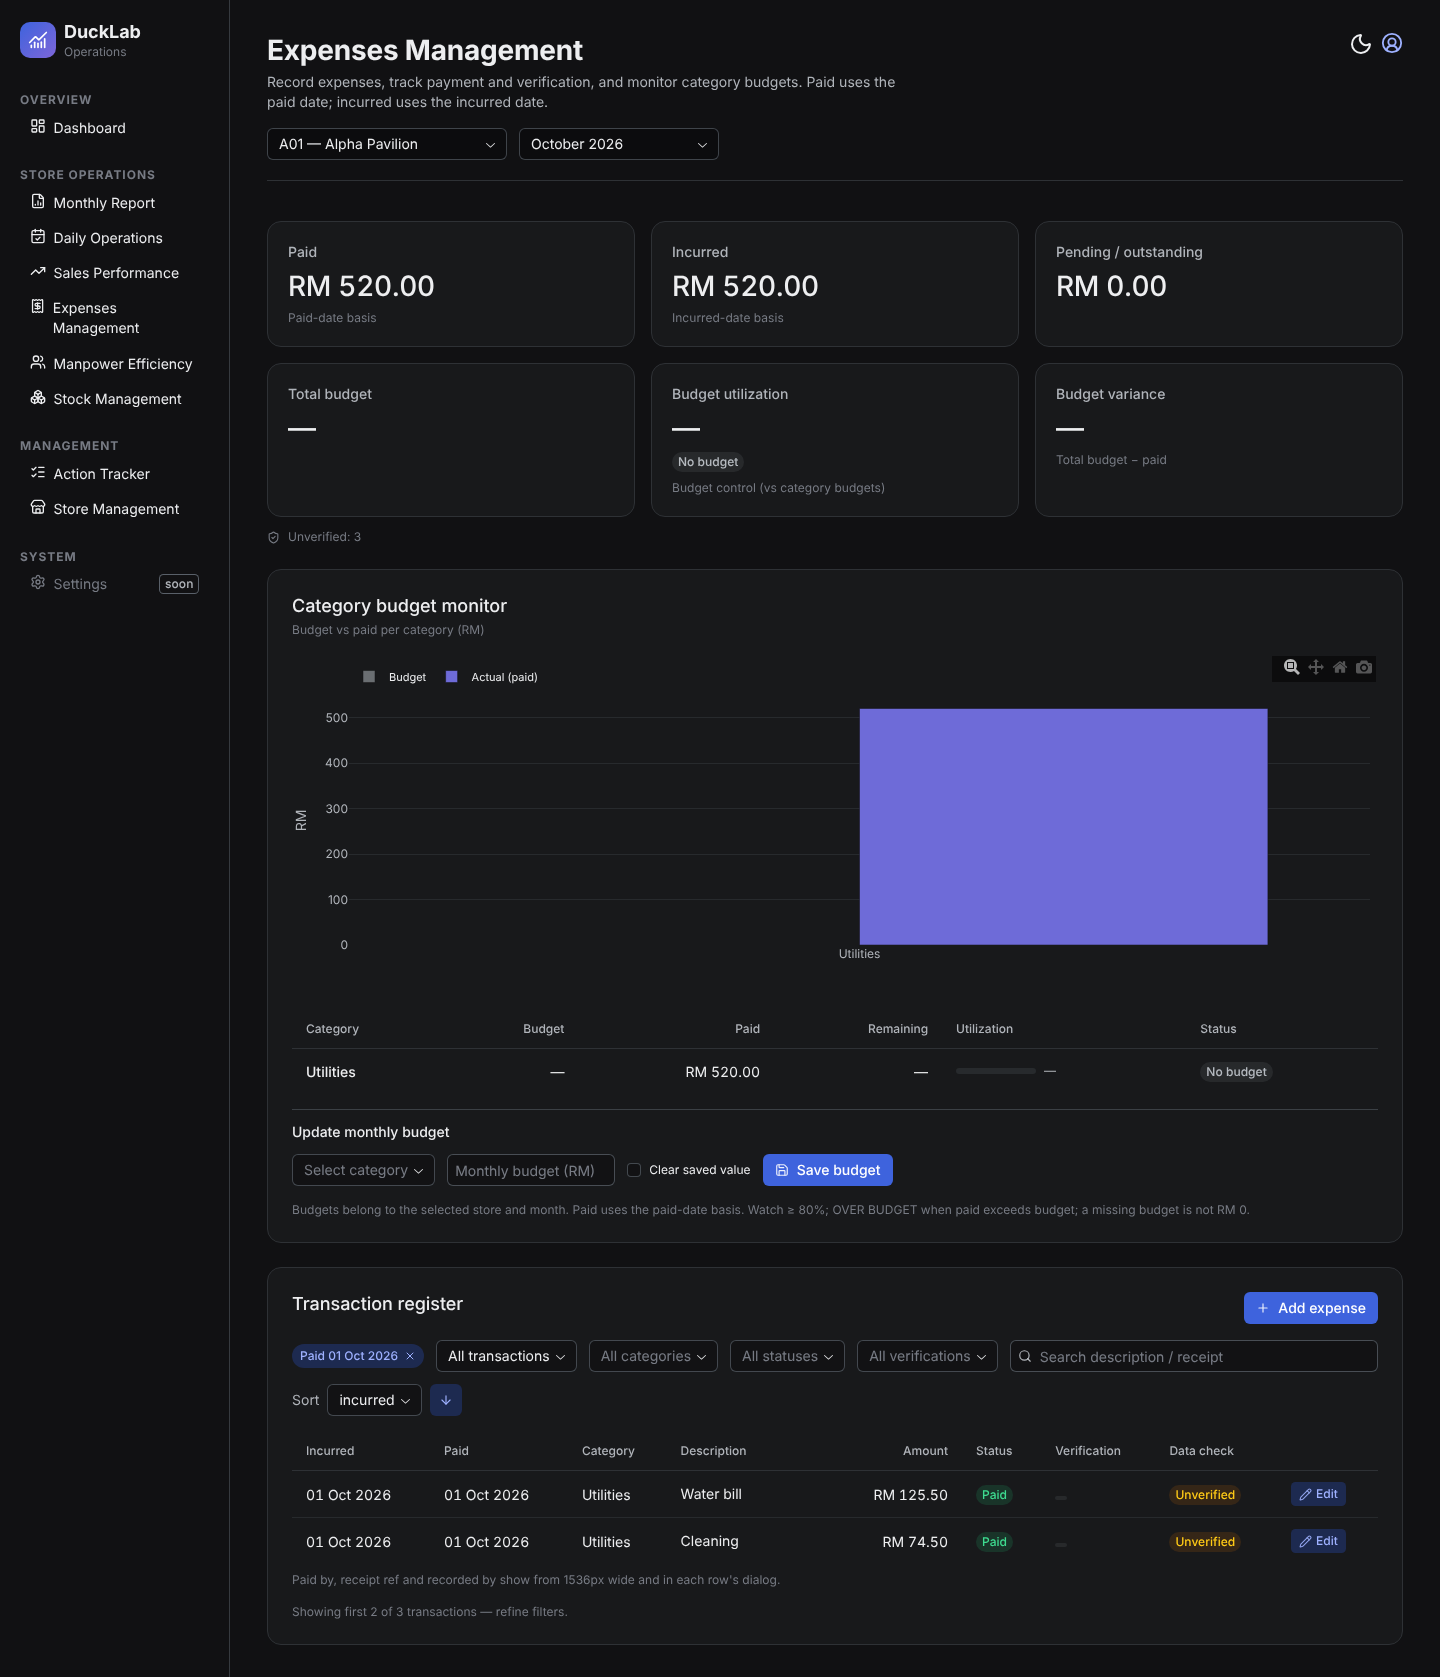 DuckLab
Operations
OVERVIEW
Dashboard
STORE OPERATIONS
Monthly Report
Daily Operations
Sales Performance
Expenses
Management
Manpower Efficiency
Stock Management
MANAGEMENT
Action Tracker
Store Management
SYSTEM
Settings soon
Expenses Management
Record expenses, track payment and verification, and monitor category budgets. Paid uses the
paid date; incurred uses the incurred date.
A01 — Alpha Pavilion October 2026
Paid
RM 520.00
Paid-date basis
Incurred
RM 520.00
Incurred-date basis
Pending / outstanding
RM 0.00
Total budget
—
Budget utilization
—
No budget
Budget control (vs category budgets)
Budget variance
—
Total budget − paid
Unverified: 3
Category budget monitor
Budget vs paid per category (RM)
Budget Actual (paid)
500
400
300
200
100
0
RM
Utilities
Category Budget Paid Remaining Utilization Status
Utilities — RM 520.00 — — No budget
Update monthly budget
Select category Monthly budget (RM) Clear saved value Save budget
Budgets belong to the selected store and month. Paid uses the paid-date basis. Watch ≥ 80%; OVER BUDGET when paid exceeds budget; a missing budget is not RM 0.
Transaction register
Add expense
Paid 01 Oct 2026 All transactions All categories All statuses All verifications Search description / receipt
Sort incurred
Incurred Paid Category Description Amount Status Verification Data check
01 Oct 2026 01 Oct 2026 Utilities Water bill RM 125.50 Paid Unverified Edit
01 Oct 2026 01 Oct 2026 Utilities Cleaning RM 74.50 Paid Unverified Edit
Paid by, receipt ref and recorded by show from 1536px wide and in each row's dialog.
Showing first 2 of 3 transactions — refine filters.